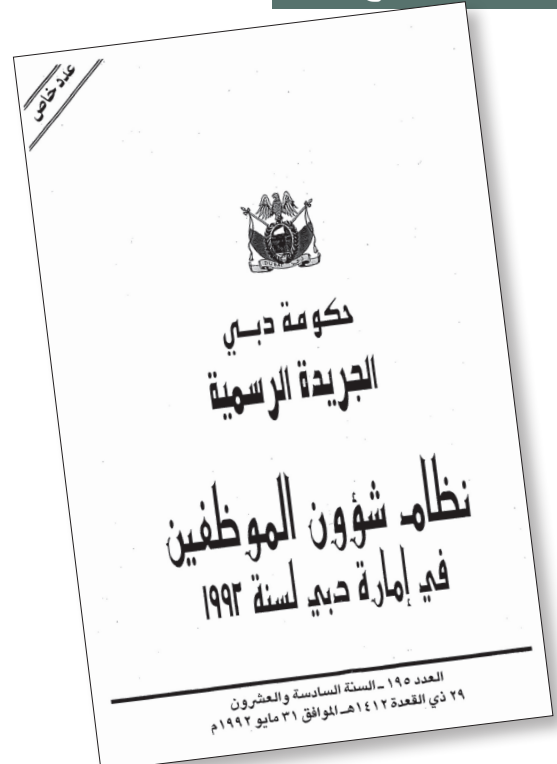 عدد خاص
حكومة دبي
الجريدة الرسمية
نظام شؤون الموظفين
في إمارة دبي لسنة ١٩٩٢
العدد ١٩٥ - السنة السادسة والعشرون
٢٩ ذي القعدة ١٤١٢هـ الموافق ٣١ مايو ١٩٩٢م